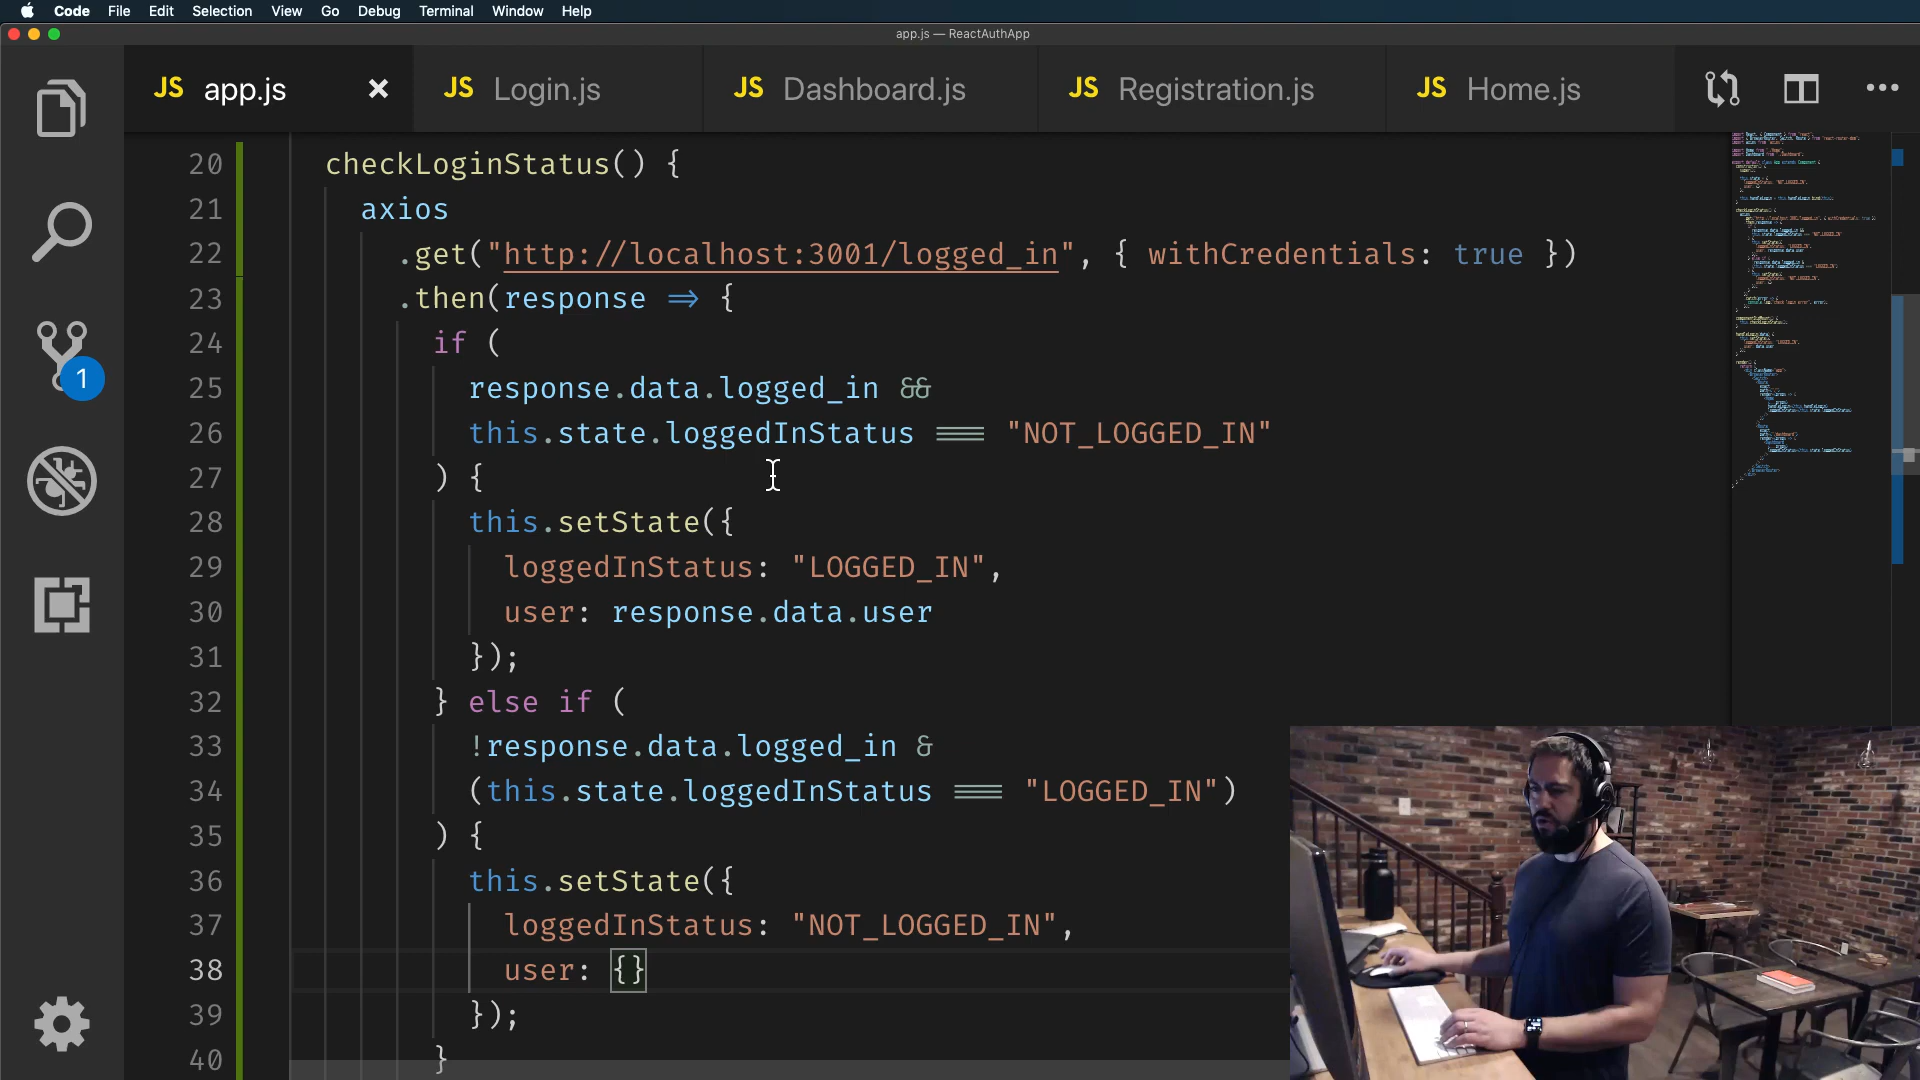 Code File Edit Selection View Go Debug Terminal Window Help
app.js — ReactAuthApp
JS app.js JS Login.js JS Dashboard.js JS Registration.js JS Home.js
20 checkLoginStatus() {
21 axios
22 .get("http://localhost:3001/logged_in", { withCredentials: true })
23 .then(response => {
24 if (
25 response.data.logged_in &&
26 this.state.loggedInStatus === "NOT_LOGGED_IN"
27 ) {
28 this.setState({
29 loggedInStatus: "LOGGED_IN",
30 user: response.data.user
31 });
32 } else if (
33 !response.data.logged_in &
34 (this.state.loggedInStatus === "LOGGED_IN")
35 ) {
36 this.setState({
37 loggedInStatus: "NOT_LOGGED_IN",
38 user: {}
39 });
40 }
1